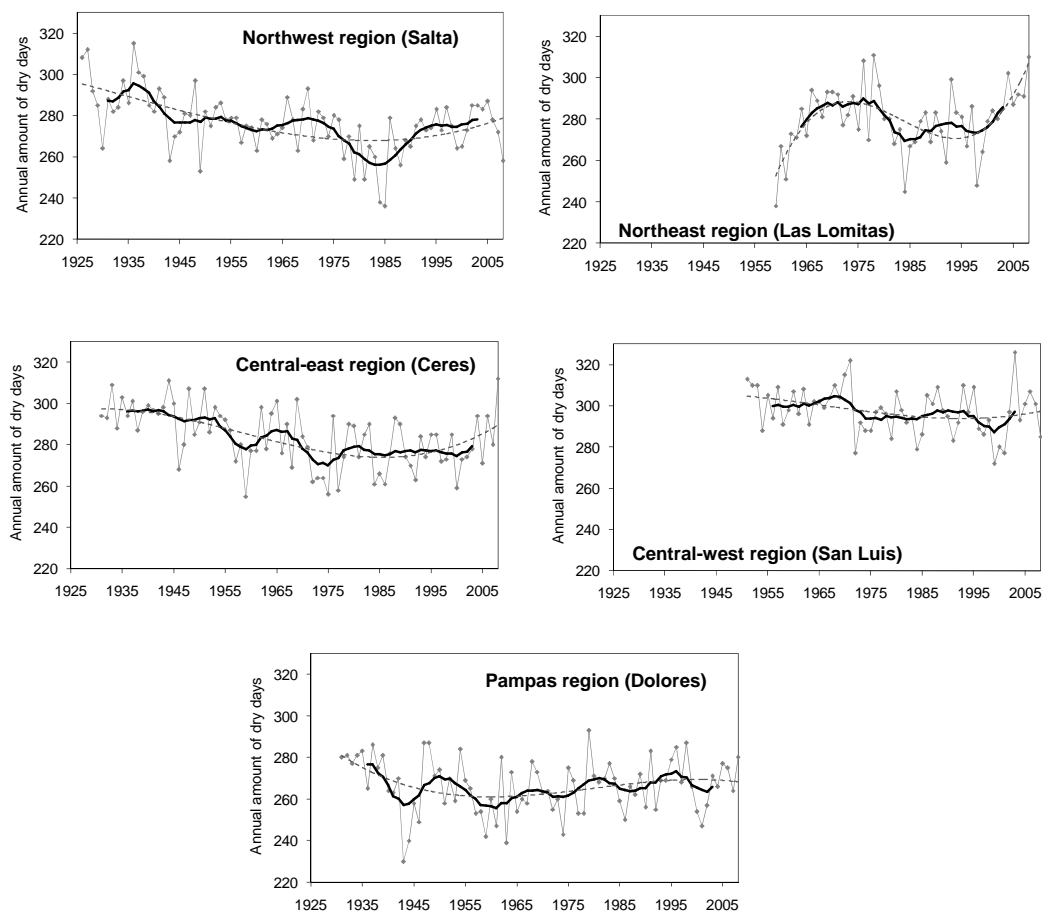 Northwest region (Salta)
Annual amount of dry days
320
300
280
260
240
220
1925 1935 1945 1955 1965 1975 1985 1995 2005
Northeast region (Las Lomitas)
Annual amount of dry days
320
300
280
260
240
220
1925 1935 1945 1955 1965 1975 1985 1995 2005
Central-east region (Ceres)
Annual amount of dry days
320
300
280
260
240
220
1925 1935 1945 1955 1965 1975 1985 1995 2005
Central-west region (San Luis)
Annual amount of dry days
320
300
280
260
240
220
1925 1935 1945 1955 1965 1975 1985 1995 2005
Pampas region (Dolores)
Annual amount of dry days
320
300
280
260
240
220
1925 1935 1945 1955 1965 1975 1985 1995 2005